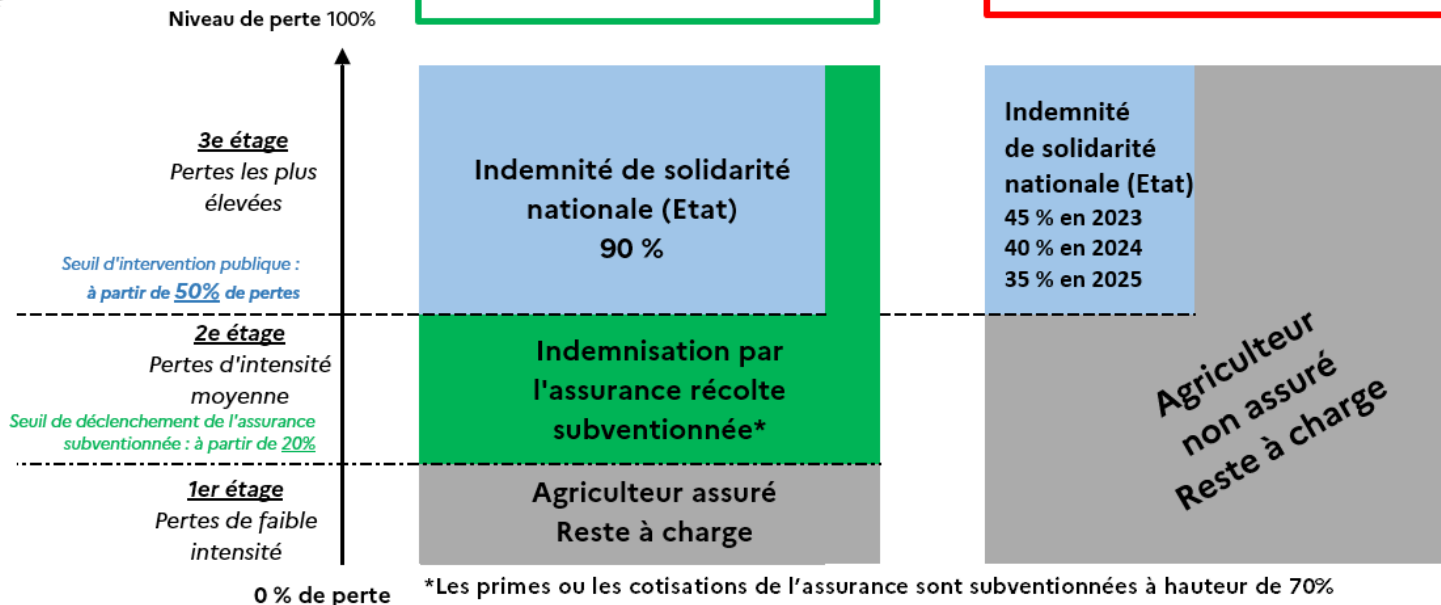 Niveau de perte 100%
3e étage
Pertes les plus
élevées
Seuil d'intervention publique :
à partir de 50% de pertes
2e étage
Pertes d'intensité
moyenne
Seuil de déclenchement de l'assurance
subventionnée : à partir de 20%
1er étage
Pertes de faible
intensité
0 % de perte
Indemnité de solidarité
nationale (Etat)
90 %
Indemnisation par
l'assurance récolte
subventionnée*
Agriculteur assuré
Reste à charge
Indemnité
de solidarité
nationale (Etat)
45 % en 2023
40 % en 2024
35 % en 2025
Agriculteur
non assuré
Reste à charge
*Les primes ou les cotisations de l’assurance sont subventionnées à hauteur de 70%